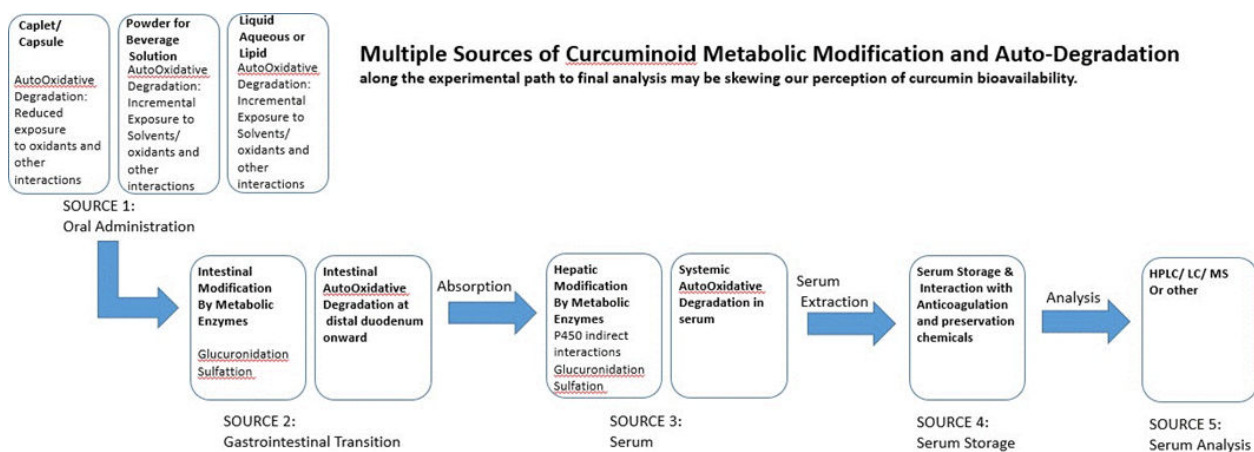 Multiple Sources of Curcuminoid Metabolic Modification and Auto-Degradation
along the experimental path to final analysis may be skewing our perception of curcumin bioavailability.
Caplet/
Capsule
AutoOxidative
Degradation:
Reduced
exposure
to oxidants and
other
interactions
Powder for
Beverage
Solution
AutoOxidative
Degradation:
Incremental
Exposure to
Solvents/
oxidants and
other
interactions
Liquid
Aqueous or
Lipid
AutoOxidative
Degradation:
Incremental
Exposure to
Solvents/
oxidants and
other
interactions
SOURCE 1:
Oral Administration
Intestinal
Modification
By Metabolic
Enzymes
Glucuronidation
Sulfattion
Intestinal
AutoOxidative
Degradation at
distal duodenum
onward
SOURCE 2:
Gastrointestinal Transition
Absorption
Hepatic
Modification
By Metabolic
Enzymes
P450 indirect
interactions
Glucuronidation
Sulfation
Systemic
AutoOxidative
Degradation in
serum
SOURCE 3:
Serum
Serum
Extraction
Serum Storage &
Interaction with
Anticoagulation
and preservation
chemicals
SOURCE 4:
Serum Storage
Analysis
HPLC/ LC/ MS
Or other
SOURCE 5:
Serum Analysis